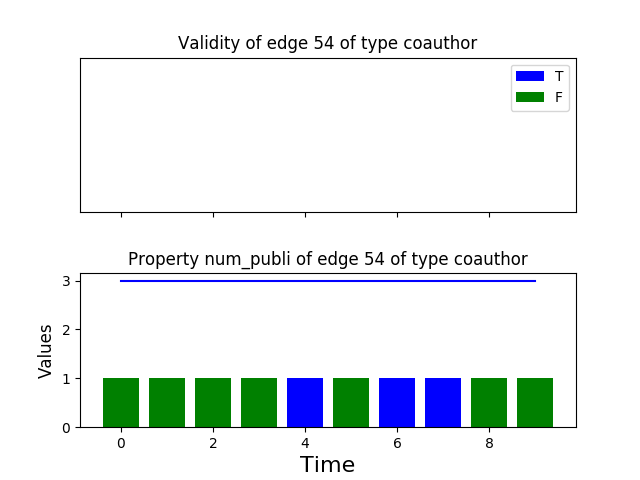 Validity of edge 54 of type coauthor
T
F
Property num_publi of edge 54 of type coauthor
3
2
1
0
Values
0 2 4 6 8
Time